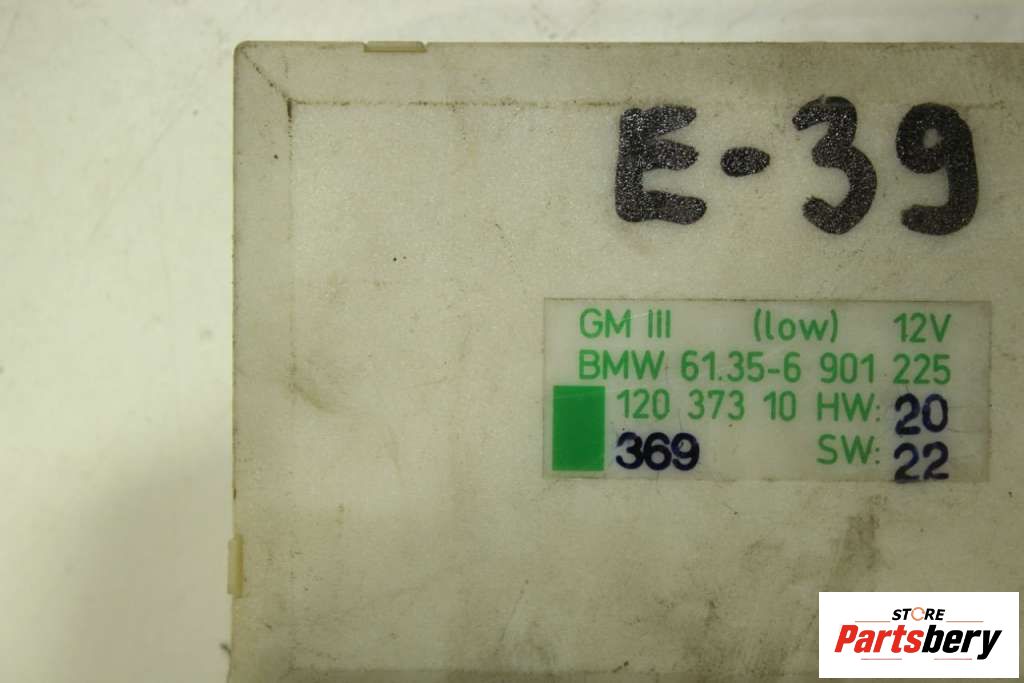 E-39
GM III (low) 12V
BMW 61.35-6 901 225
120 373 10 HW: 20
369 SW: 22
STORE
Partsbery